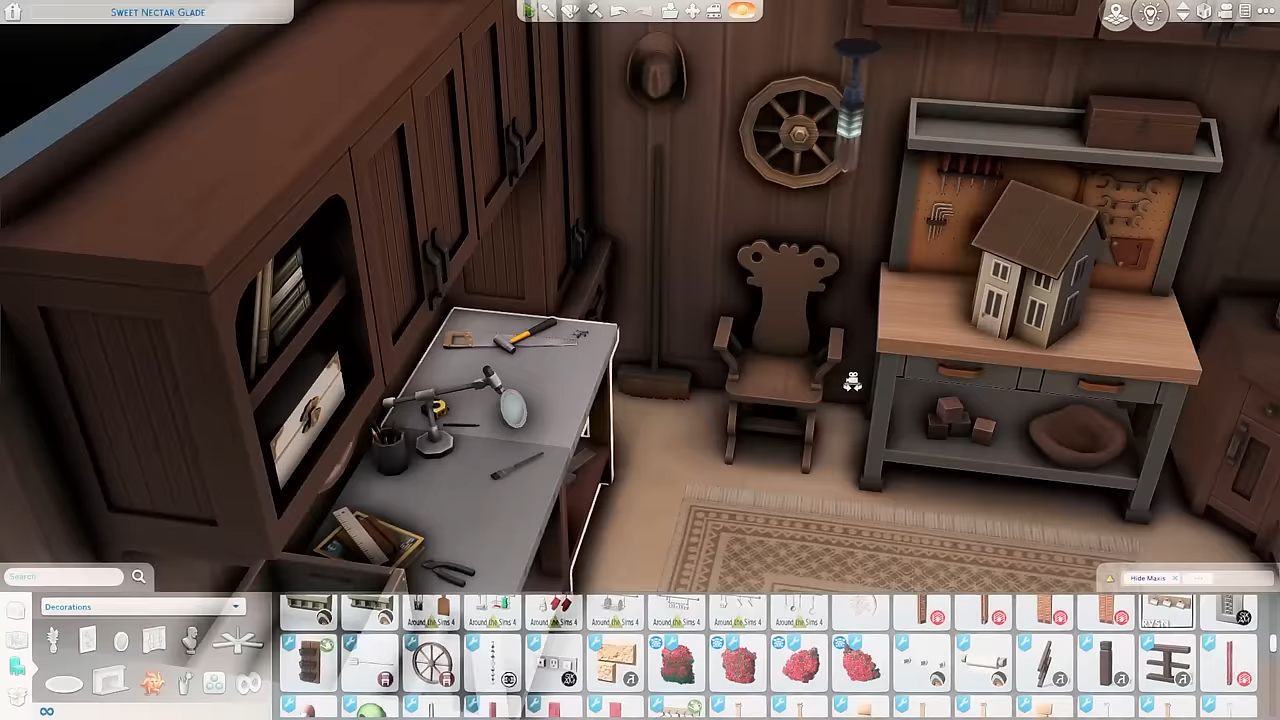 SWEET NECTAR GLADE
Hide Maxis
Search
Decorations
Around the Sims 4
Around the Sims 4
Around the Sims 4
Around the Sims 4
Around the Sims 4
Around the Sims 4
Around the Sims 4
RVSN